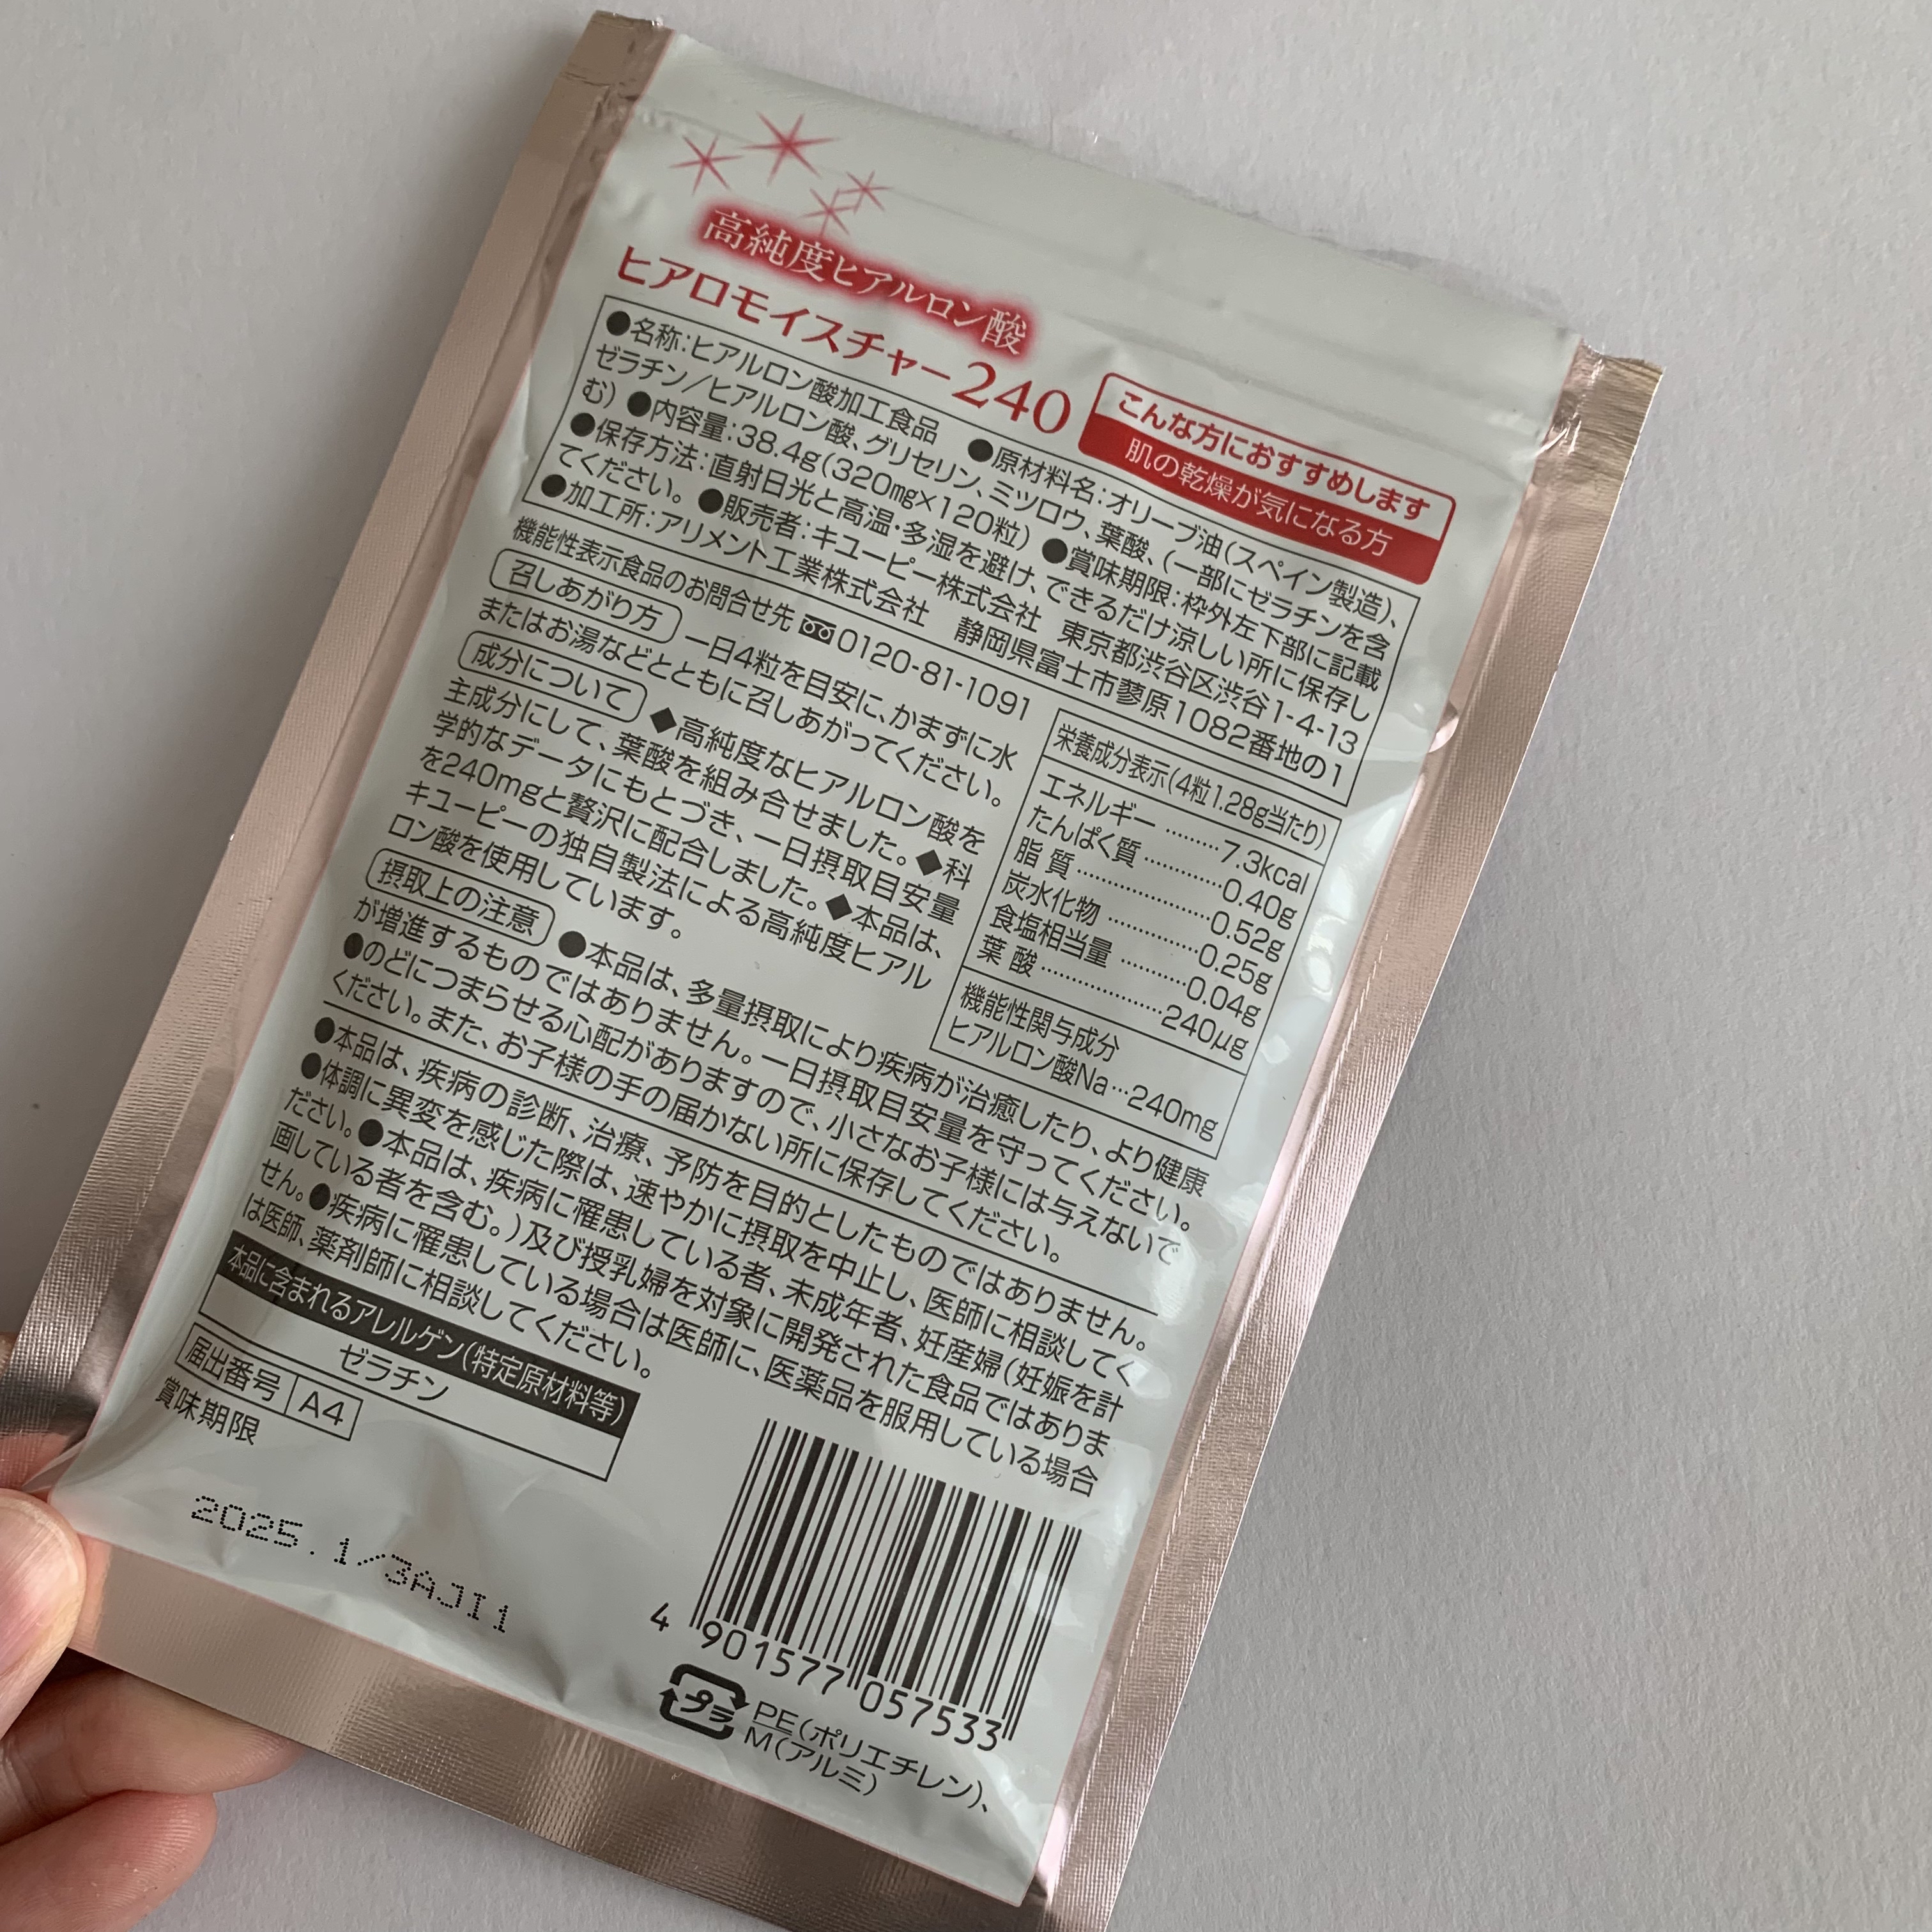 高純度ヒアルロン酸
ヒアロモイスチャー240
こんな方におすすめします
肌の乾燥が気になる方
●名称:ヒアルロン酸加工食品 ●原材料名:オリーブ油(スペイン製造)、
ゼラチン/ヒアルロン酸、グリセリン、ミツロウ、葉酸、(一部にゼラチンを含
む) ●内容量:38.4g(320mg×120粒) ●賞味期限:枠外左下部に記載
●保存方法:直射日光と高温・多湿を避け、できるだけ涼しい所に保存し
てください。 ●販売者:キユーピー株式会社 東京都渋谷区渋谷1-4-13
●加工所:アリメント工業株式会社 静岡県富士市蓼原1082番地の1
機能性表示食品のお問合せ先 0120-81-1091
召しあがり方 一日4粒を目安に、かまずに水
またはお湯などとともに召しあがってください。
成分について ◆高純度なヒアルロン酸を
主成分にして、葉酸を組み合せました。◆科
学的なデータにもとづき、一日摂取目安量
を240mgと贅沢に配合しました。◆本品は、
キユーピーの独自製法による高純度ヒアル
ロン酸を使用しています。
栄養成分表示(4粒1.28g当たり)
エネルギー………7.3kcal
たんぱく質…………0.40g
脂 質…………………0.52g
炭水化物……………0.25g
食塩相当量…………0.04g
葉 酸…………………240μg
機能性関与成分
ヒアルロン酸Na…240mg
摂取上の注意 ●本品は、多量摂取により疾病が治癒したり、より健康
が増進するものではありません。一日摂取目安量を守ってください。
●のどにつまらせる心配がありますので、小さなお子様には与えないで
ください。また、お子様の手の届かない所に保存してください。
●本品は、疾病の診断、治療、予防を目的としたものではありません。
●体調に異変を感じた際は、速やかに摂取を中止し、医師に相談してく
ださい。●本品は、疾病に罹患している者、未成年者、妊産婦(妊娠を計
画している者を含む。)及び授乳婦を対象に開発された食品ではありま
せん。●疾病に罹患している場合は医師に、医薬品を服用している場合
は医師、薬剤師に相談してください。
本品に含まれるアレルゲン(特定原材料等)
ゼラチン
届出番号 A4
賞味期限
2025.1/3AJI1
4 901577 057533
プラ PE(ポリエチレン)、
M(アルミ)